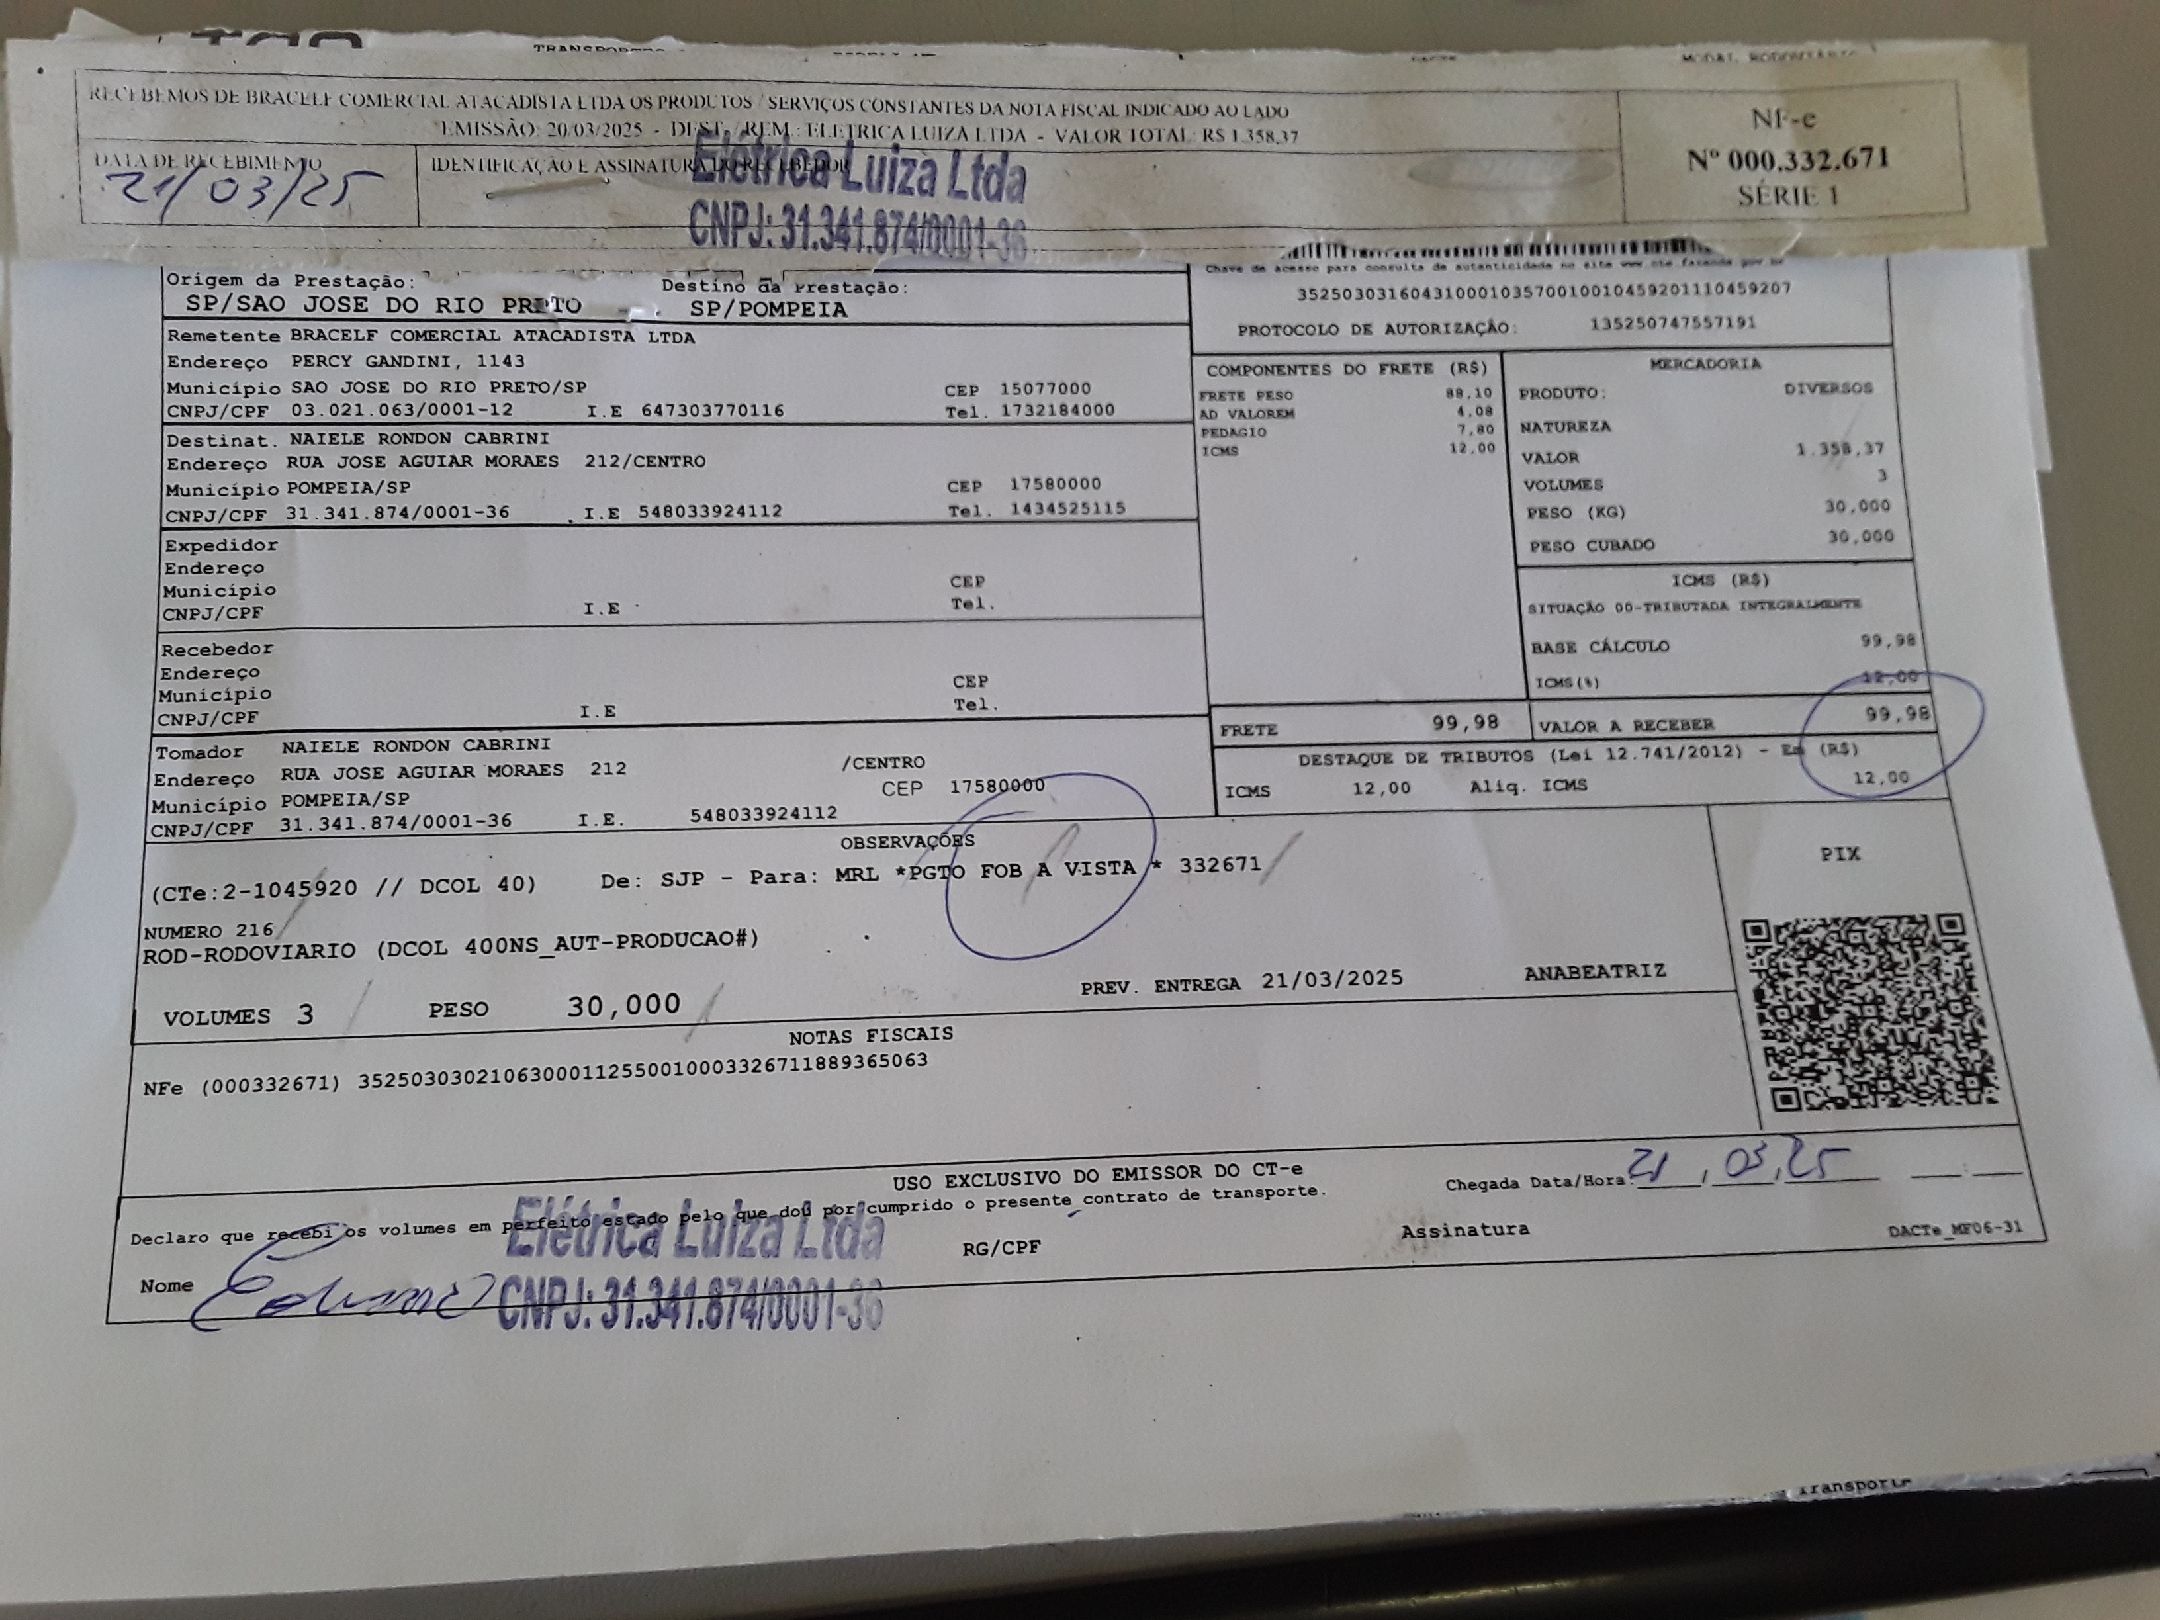 RECEBEMOS DE BRACELF COMERCIAL ATACADISTA LTDA OS PRODUTOS / SERVIÇOS CONSTANTES DA NOTA FISCAL INDICADO AO LADO
EMISSÃO: 20/03/2025 - DEST. / REM.: ELETRICA LUIZA LTDA - VALOR TOTAL: R$ 1.358,37
NF-e
Nº 000.332.671
SÉRIE 1
DATA DE RECEBIMENTO
21/03/25
IDENTIFICAÇÃO E ASSINATURA DO RECEBEDOR
Elétrica Luiza Ltda
CNPJ: 31.341.874/0001-36
Origem da Prestação:
SP/SAO JOSE DO RIO PRETO
Destino da Prestação:
SP/POMPEIA
Chave de acesso para consulta de autenticidade no site www.cte.fazenda.gov.br
35250303160431000103570010010459201110459207
PROTOCOLO DE AUTORIZAÇÃO: 135250747557191
Remetente BRACELF COMERCIAL ATACADISTA LTDA
Endereço PERCY GANDINI, 1143
Município SAO JOSE DO RIO PRETO/SP CEP 15077000
CNPJ/CPF 03.021.063/0001-12 I.E 647303770116 Tel. 1732184000
Destinat. NAIELE RONDON CABRINI
Endereço RUA JOSE AGUIAR MORAES 212/CENTRO
Município POMPEIA/SP CEP 17580000
CNPJ/CPF 31.341.874/0001-36 I.E 548033924112 Tel. 1434525115
Expedidor
Endereço
Município CEP
CNPJ/CPF I.E Tel.
Recebedor
Endereço
Município CEP
CNPJ/CPF I.E Tel.
Tomador NAIELE RONDON CABRINI
Endereço RUA JOSE AGUIAR MORAES 212 /CENTRO
Município POMPEIA/SP CEP 17580000
CNPJ/CPF 31.341.874/0001-36 I.E. 548033924112
COMPONENTES DO FRETE (R$)
FRETE PESO 88,10
AD VALOREM 4,08
PEDAGIO 7,80
ICMS 12,00
MERCADORIA
PRODUTO: DIVERSOS
NATUREZA
VALOR 1.358,37
VOLUMES 3
PESO (KG) 30,000
PESO CUBADO 30,000
ICMS (R$)
SITUAÇÃO 00-TRIBUTADA INTEGRALMENTE
BASE CÁLCULO 99,98
ICMS(%) 12,00
FRETE 99,98
VALOR A RECEBER 99,98
DESTAQUE DE TRIBUTOS (Lei 12.741/2012) - Em (R$)
ICMS 12,00 Aliq. ICMS 12,00
OBSERVAÇÕES
(CTe:2-1045920 // DCOL 40) De: SJP - Para: MRL *PGTO FOB A VISTA * 332671
NUMERO 216
ROD-RODOVIARIO (DCOL 400NS_AUT-PRODUCAO#)
PREV. ENTREGA 21/03/2025 ANABEATRIZ
VOLUMES 3 PESO 30,000
PIX
NOTAS FISCAIS
NFe (000332671) 35250303021063000112550010003326711889365063
USO EXCLUSIVO DO EMISSOR DO CT-e
Declaro que recebi os volumes em perfeito estado pelo que dou por cumprido o presente contrato de transporte.
Chegada Data/Hora: 21, 03, 25
Elétrica Luiza Ltda
CNPJ: 31.341.874/0001-36
Nome
RG/CPF
Assinatura
DACTe_MF06-31